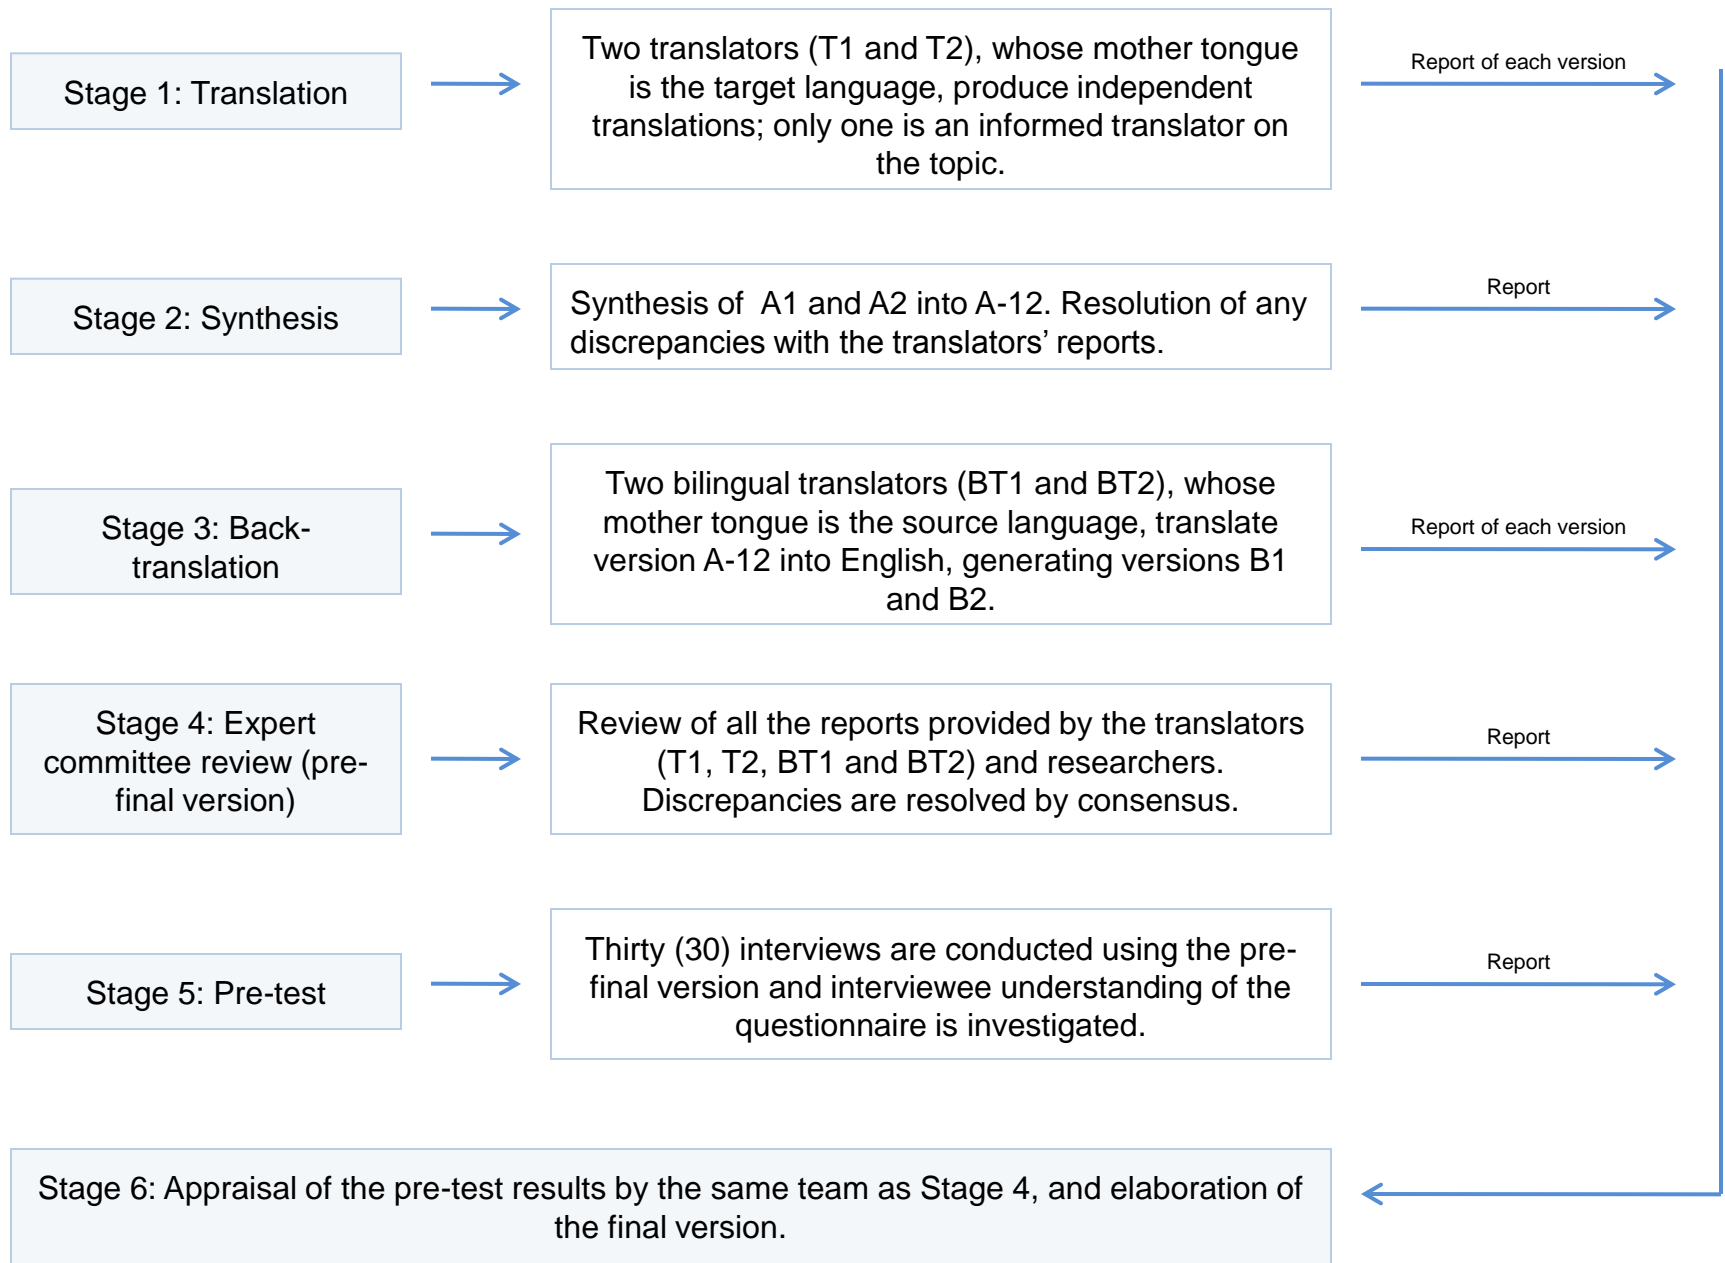 Stage 1: Translation
Two translators (T1 and T2), whose mother tongue
is the target language, produce independent
translations; only one is an informed translator on
the topic.
Report of each version
Stage 2: Synthesis
Synthesis of  A1 and A2 into A-12. Resolution of any
discrepancies with the translators’ reports.
Report
Stage 3: Back-
translation
Two bilingual translators (BT1 and BT2), whose
mother tongue is the source language, translate
version A-12 into English, generating versions B1
and B2.
Report of each version
Stage 4: Expert
committee review (pre-
final version)
Review of all the reports provided by the translators
(T1, T2, BT1 and BT2) and researchers.
Discrepancies are resolved by consensus.
Report
Stage 5: Pre-test
Thirty (30) interviews are conducted using the pre-
final version and interviewee understanding of the
questionnaire is investigated.
Report
Stage 6: Appraisal of the pre-test results by the same team as Stage 4, and elaboration of
the final version.